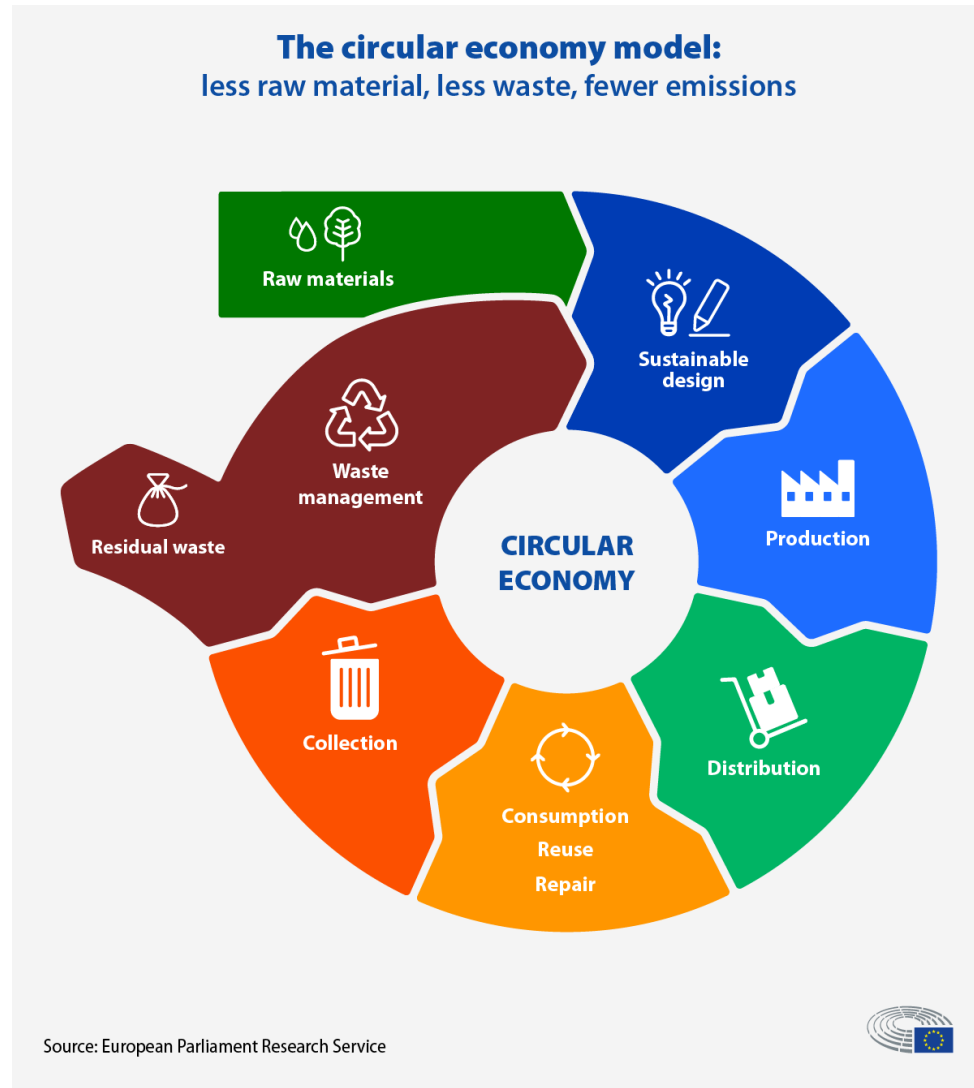 The circular economy model:
less raw material, less waste, fewer emissions
Raw materials
Sustainable
design
Production
Distribution
Consumption
Reuse
Repair
Collection
Waste
management
Residual waste
CIRCULAR
ECONOMY
Source: European Parliament Research Service